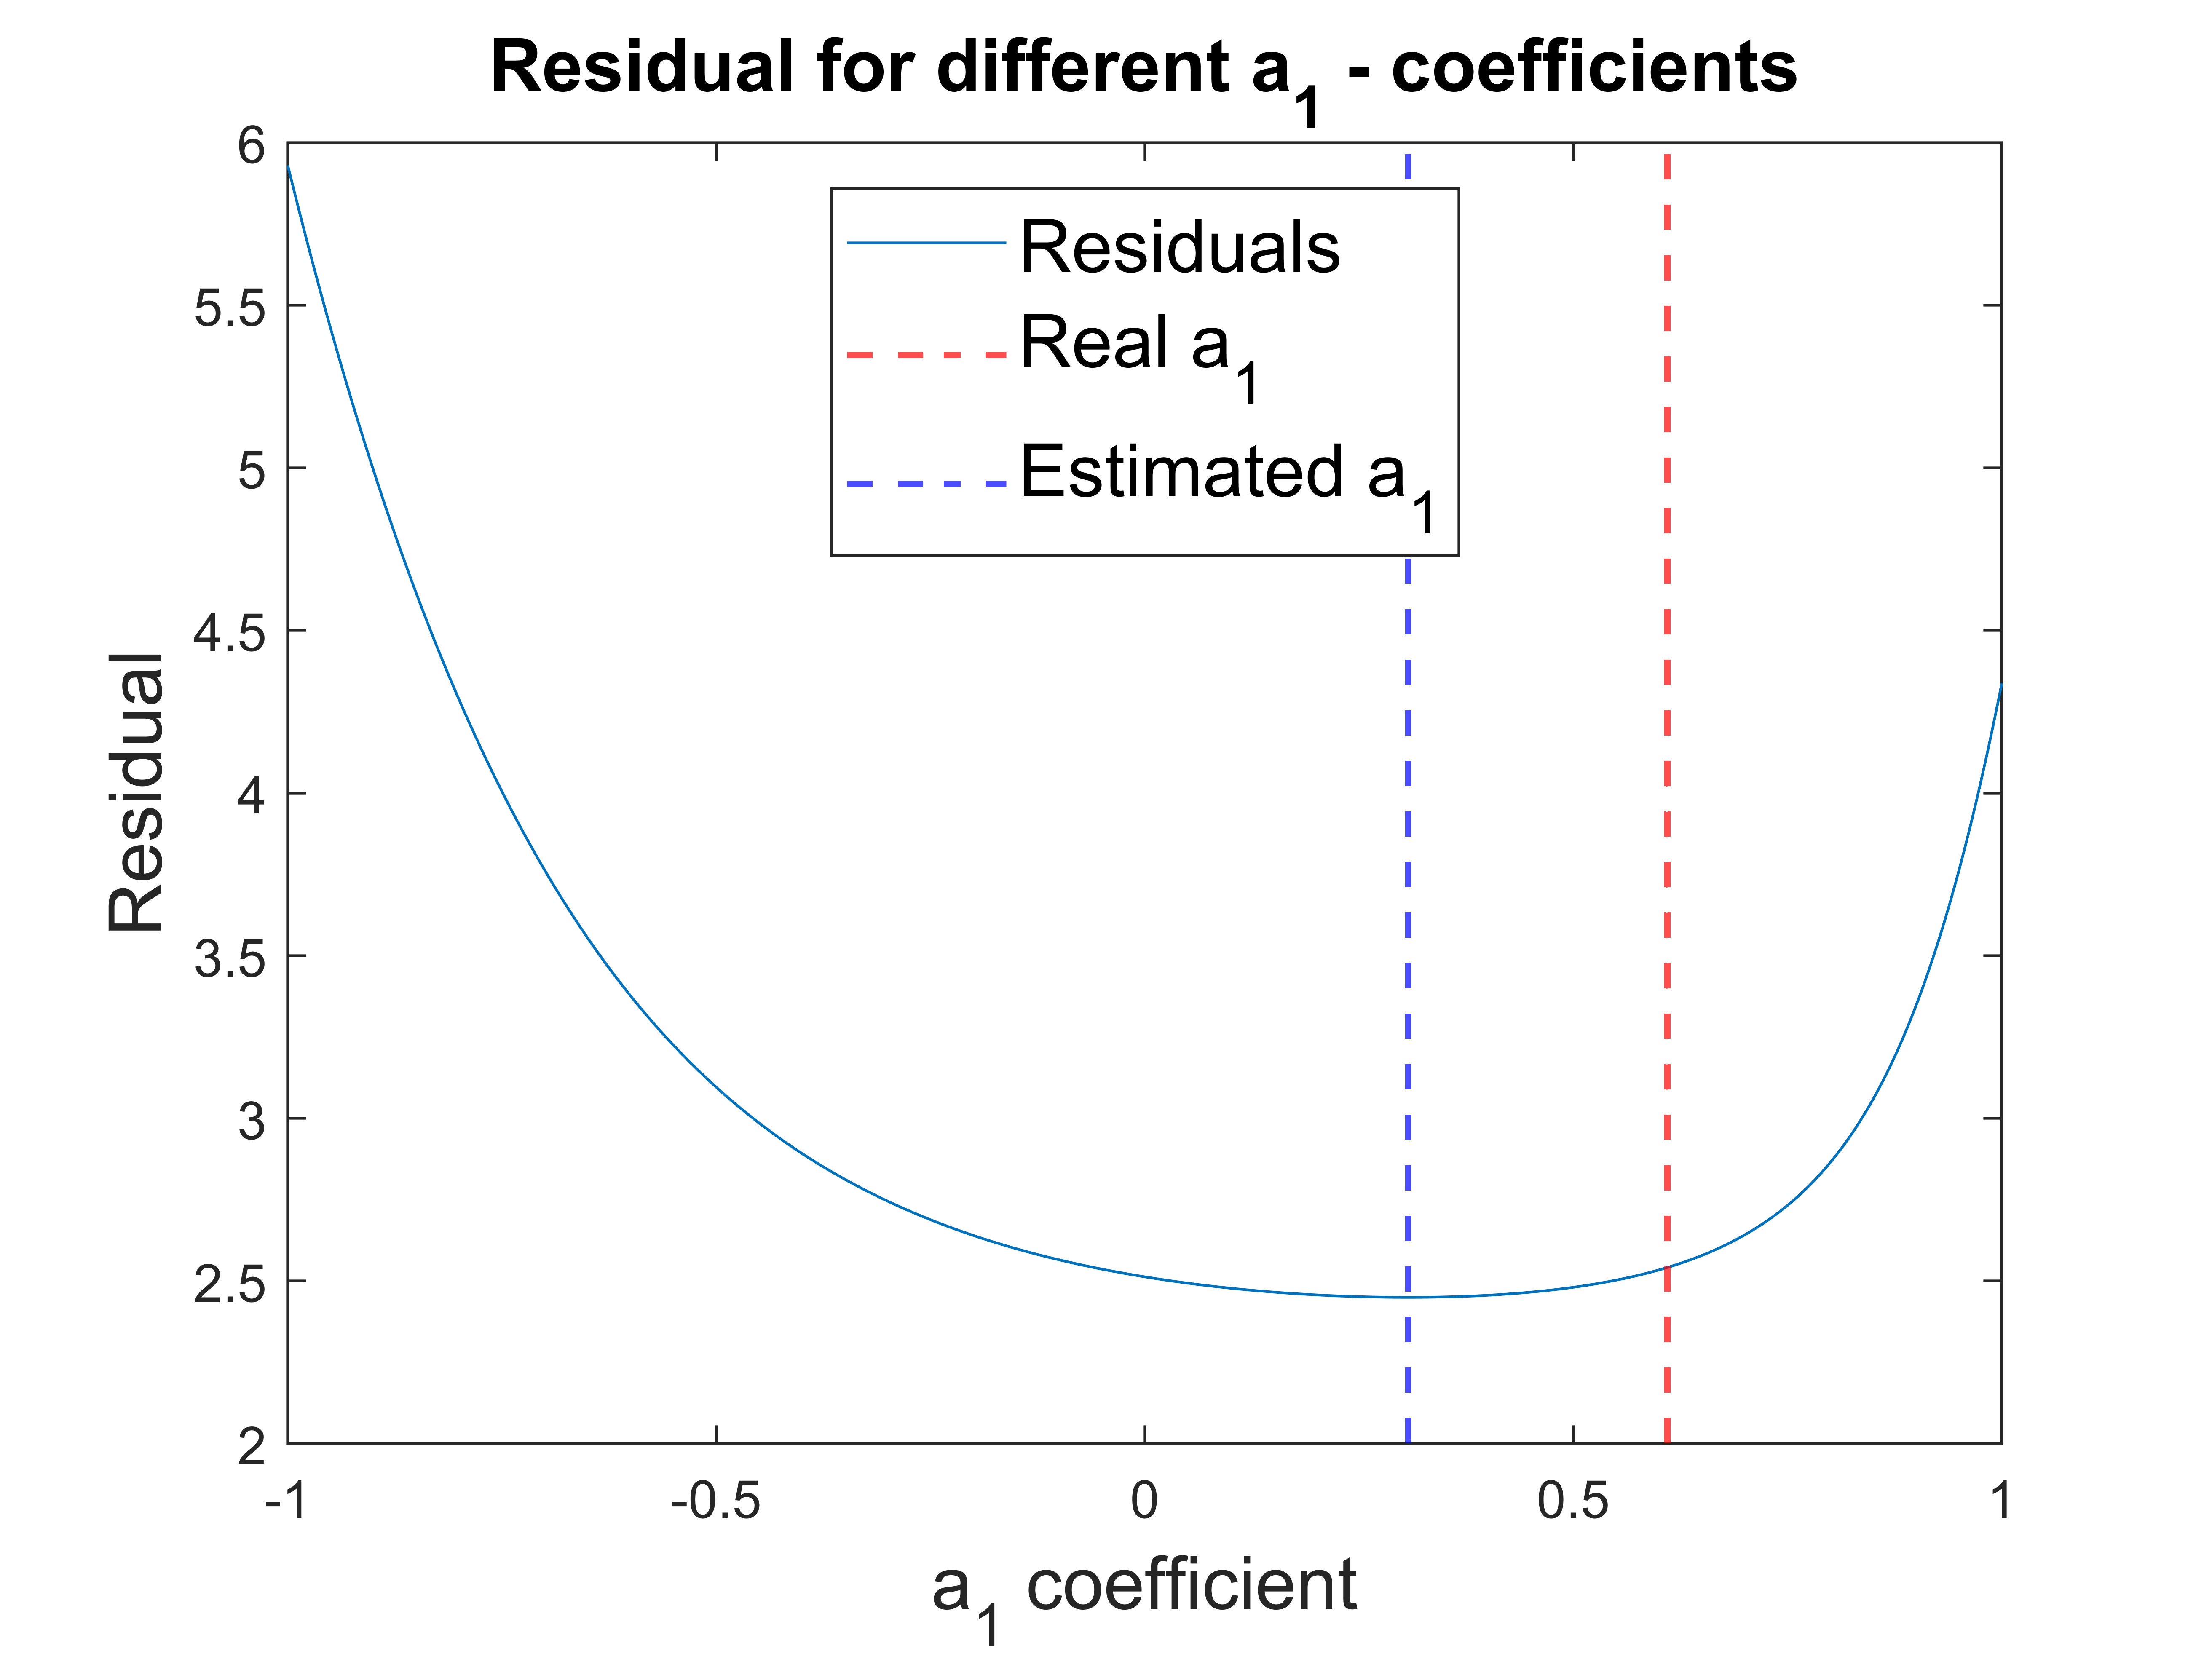 Residual for different a₁ - coefficients
6
5.5
5
4.5
4
3.5
3
2.5
2
Residual
Residuals
Real a₁
Estimated a₁
-1 -0.5 0 0.5 1
a₁ coefficient